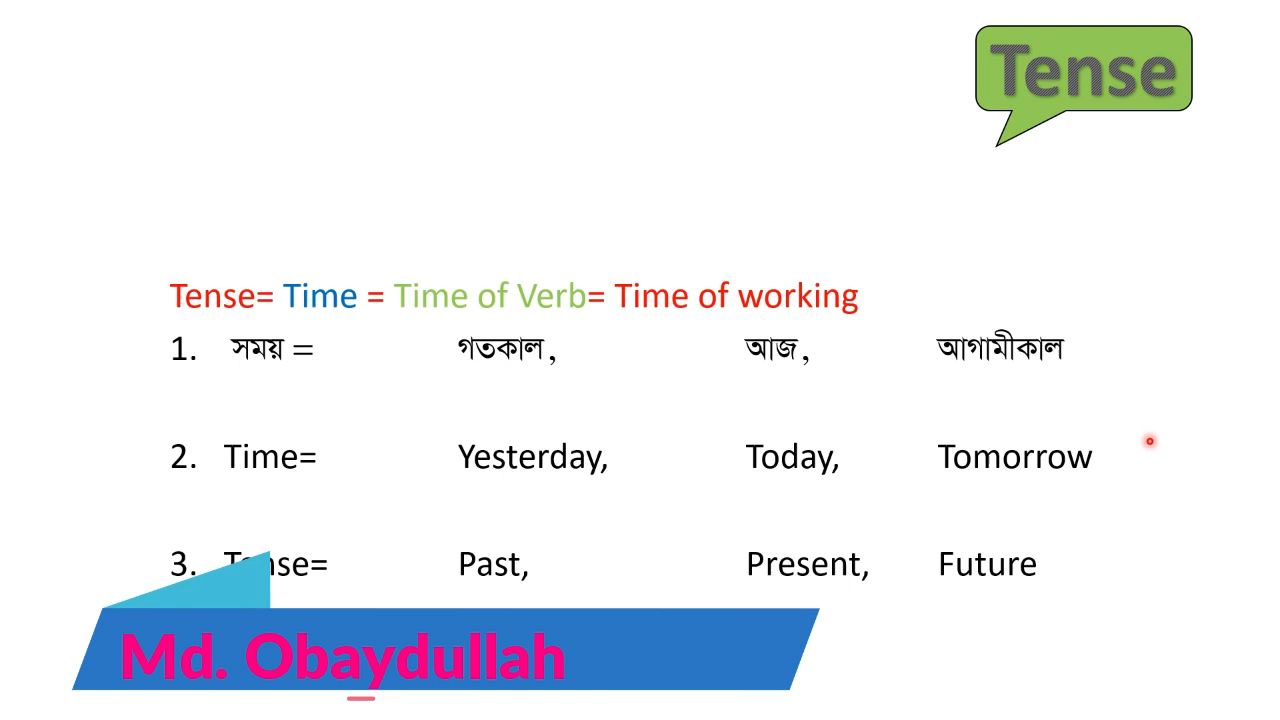 Tense
Tense= Time = Time of Verb= Time of working
1. সময় = গতকাল, আজ, আগামীকাল
2. Time= Yesterday, Today, Tomorrow
3. Tense= Past, Present, Future
Md. Obaydullah